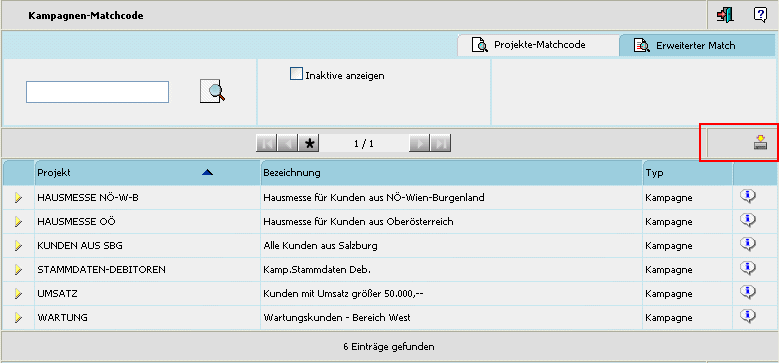 Kampagnen-Matchcode
Projekte-Matchcode Erweiterter Match
Inaktive anzeigen
1 / 1
Projekt Bezeichnung Typ
HAUSMESSE NÖ-W-B Hausmesse für Kunden aus NÖ-Wien-Burgenland Kampagne
HAUSMESSE OÖ Hausmesse für Kunden aus Oberösterreich Kampagne
KUNDEN AUS SBG Alle Kunden aus Salzburg Kampagne
STAMMDATEN-DEBITOREN Kamp.Stammdaten Deb. Kampagne
UMSATZ Kunden mit Umsatz größer 50.000,-- Kampagne
WARTUNG Wartungskunden - Bereich West Kampagne
6 Einträge gefunden